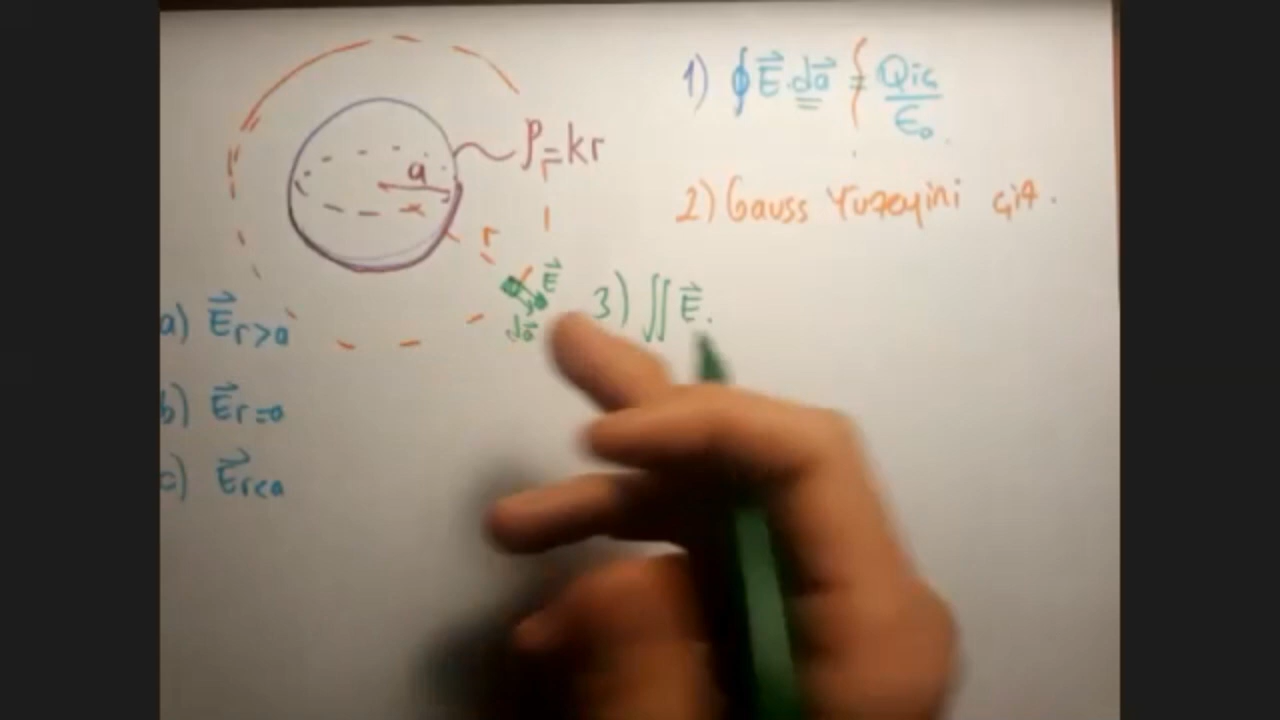 1) ∮ E⃗ · da⃗ = Qiç / ε₀
ρ = kr
a
2) Gauss Yüzeyini çiz.
r
E⃗
da⃗
3) ∬ E⃗.
a) E⃗ r>a
b) E⃗ r=a
c) E⃗ r<a